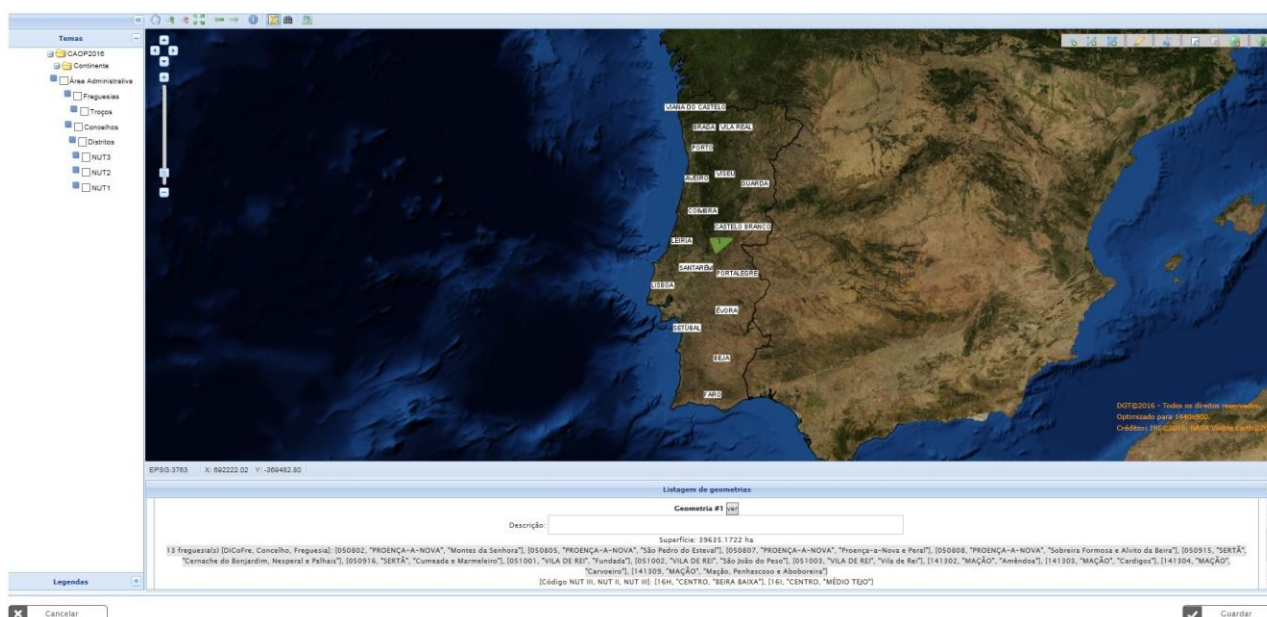 Temas
CAOP2016
Continente
Área Administrativa
Freguesias
Troços
Concelhos
Distritos
NUT3
NUT2
NUT1
Legendas
VIANA DO CASTELO
BRAGA VILA REAL
PORTO
AVEIRO VISEU
GUARDA
COIMBRA
CASTELO BRANCO
LEIRIA 1
SANTARÉM PORTALEGRE
LISBOA
ÉVORA
SETÚBAL
BEJA
FARO
DGT@2016 - Todos os direitos reservados.
Optimizado para 1440x902.
EPSG:3763 X: 692222.02 Y: -369482.80
Listagem de geometrias
Geometria #1 ver
Descrição:
Superfície: 39635.1722 ha
13 freguesia(s) [DiCoFre, Concelho, Freguesia]: [050802, "PROENÇA-A-NOVA", "Montes da Senhora"], [050805, "PROENÇA-A-NOVA", "São Pedro do Esteval"], [050807, "PROENÇA-A-NOVA", "Proença-a-Nova e Peral"], [050808, "PROENÇA-A-NOVA", "Sobreira Formosa e Alvito da Beira"], [050915, "SERTÃ",
"Cernache do Bonjardim, Nesperal e Palhais"], [050916, "SERTÃ", "Cumeada e Marmeleiro"], [051001, "VILA DE REI", "Fundada"], [051002, "VILA DE REI", "São João do Peso"], [051003, "VILA DE REI", "Vila de Rei"], [141302, "MAÇÃO", "Amêndoa"], [141303, "MAÇÃO", "Cardigos"], [141304, "MAÇÃO",
"Carvoeiro"], [141309, "MAÇÃO", "Mação, Penhascoso e Aboboreira"]
[Código NUT III, NUT II, NUT III]: [16H, "CENTRO", "BEIRA BAIXA"], [16I, "CENTRO", "MÉDIO TEJO"]
Cancelar
Guardar